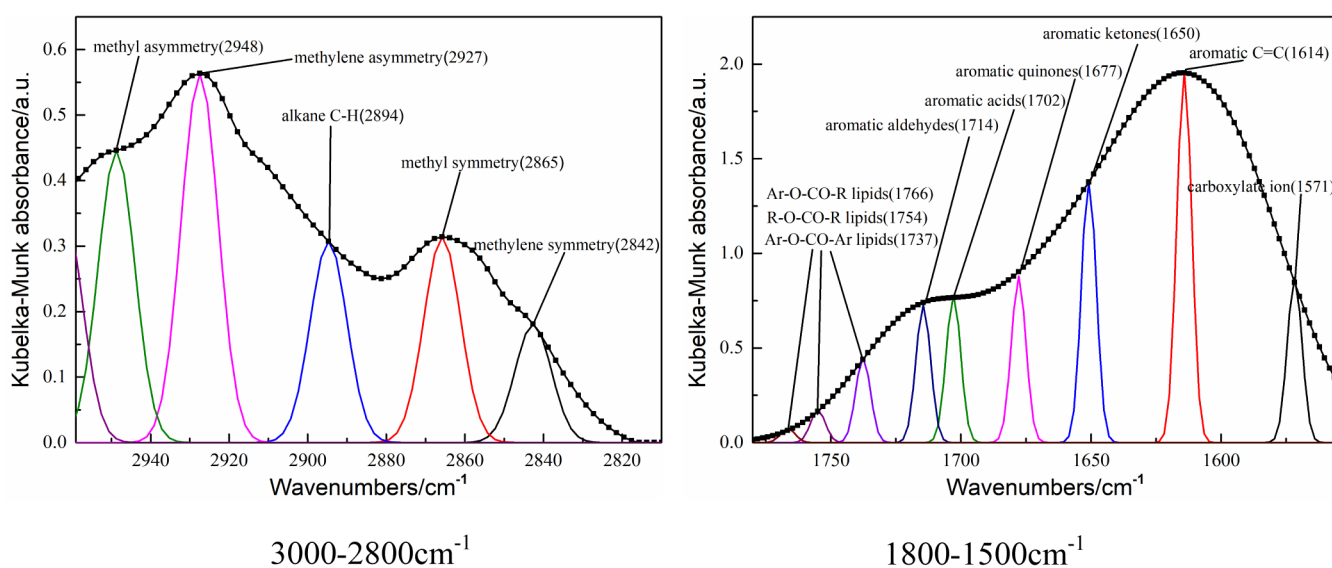 methyl asymmetry(2948)
methylene asymmetry(2927)
alkane C-H(2894)
methyl symmetry(2865)
methylene symmetry(2842)
Kubelka-Munk absorbance/a.u.
0.6
0.5
0.4
0.3
0.2
0.1
0.0
2940 2920 2900 2880 2860 2840 2820
Wavenumbers/cm⁻¹
3000-2800cm⁻¹
aromatic ketones(1650)
aromatic C=C(1614)
aromatic quinones(1677)
aromatic acids(1702)
aromatic aldehydes(1714)
carboxylate ion(1571)
Ar-O-CO-R lipids(1766)
R-O-CO-R lipids(1754)
Ar-O-CO-Ar lipids(1737)
Kubelka-Munk absorbance/a.u.
2.0
1.5
1.0
0.5
0.0
1750 1700 1650 1600
Wavenumbers/cm⁻¹
1800-1500cm⁻¹